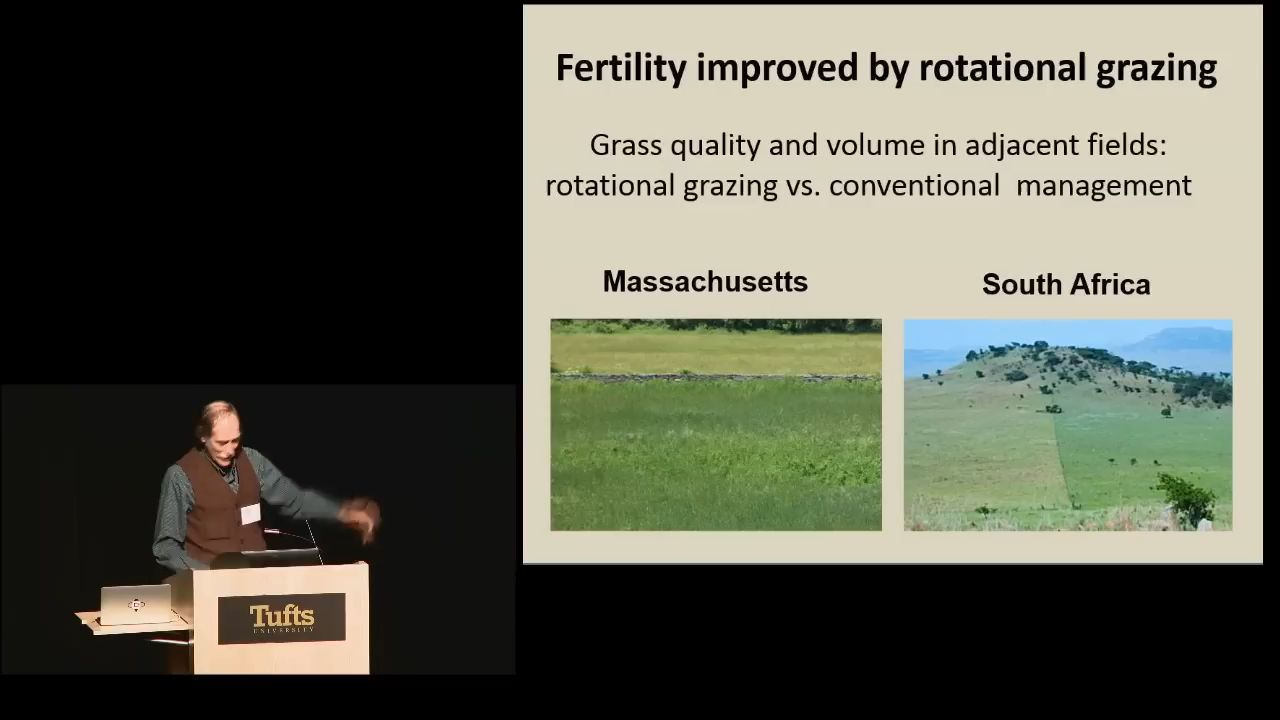 Fertility improved by rotational grazing
Grass quality and volume in adjacent fields:
rotational grazing vs. conventional management
Massachusetts
South Africa
Tufts
UNIVERSITY